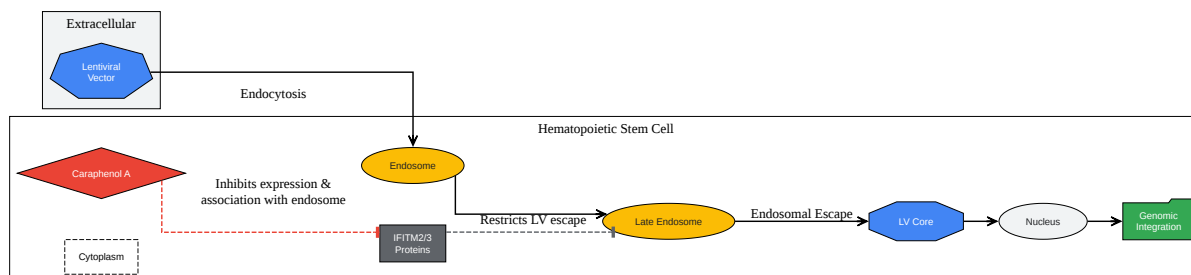 Extracellular
Lentiviral
Vector
Endocytosis
Hematopoietic Stem Cell
Caraphenol A
Inhibits expression &
association with endosome
Endosome
Restricts LV escape
Late Endosome
Endosomal Escape
LV Core
Nucleus
Genomic
Integration
IFITM2/3
Proteins
Cytoplasm